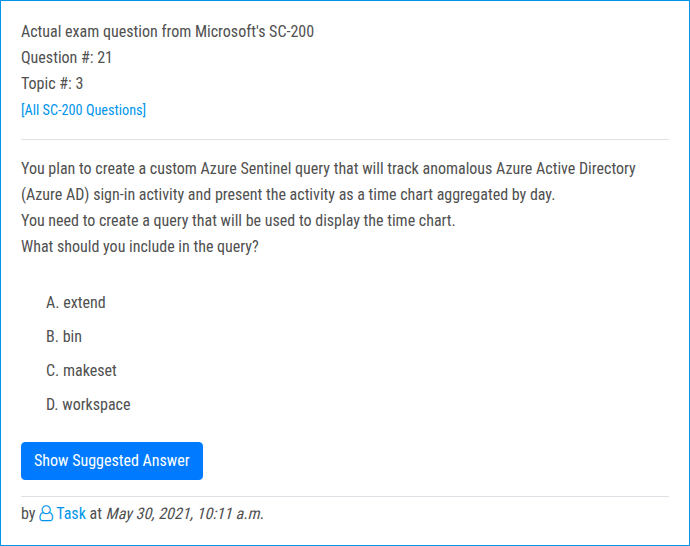 Actual exam question from Microsoft's SC-200
Question #: 21
Topic #: 3
[All SC-200 Questions]
You plan to create a custom Azure Sentinel query that will track anomalous Azure Active Directory
(Azure AD) sign-in activity and present the activity as a time chart aggregated by day.
You need to create a query that will be used to display the time chart.
What should you include in the query?
A. extend
B. bin
C. makeset
D. workspace
Show Suggested Answer
by Task at May 30, 2021, 10:11 a.m.